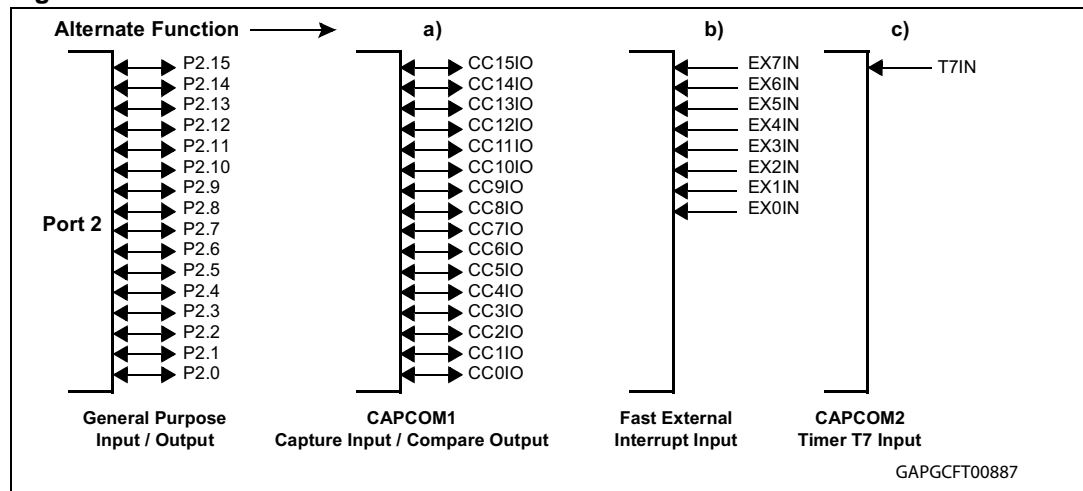 Alternate Function a) b) c)
P2.15 CC15IO EX7IN T7IN
P2.14 CC14IO EX6IN
P2.13 CC13IO EX5IN
P2.12 CC12IO EX4IN
P2.11 CC11IO EX3IN
P2.10 CC10IO EX2IN
P2.9 CC9IO EX1IN
P2.8 CC8IO EX0IN
Port 2 P2.7 CC7IO
P2.6 CC6IO
P2.5 CC5IO
P2.4 CC4IO
P2.3 CC3IO
P2.2 CC2IO
P2.1 CC1IO
P2.0 CC0IO
General Purpose CAPCOM1 Fast External CAPCOM2
Input / Output Capture Input / Compare Output Interrupt Input Timer T7 Input
GAPGCFT00887